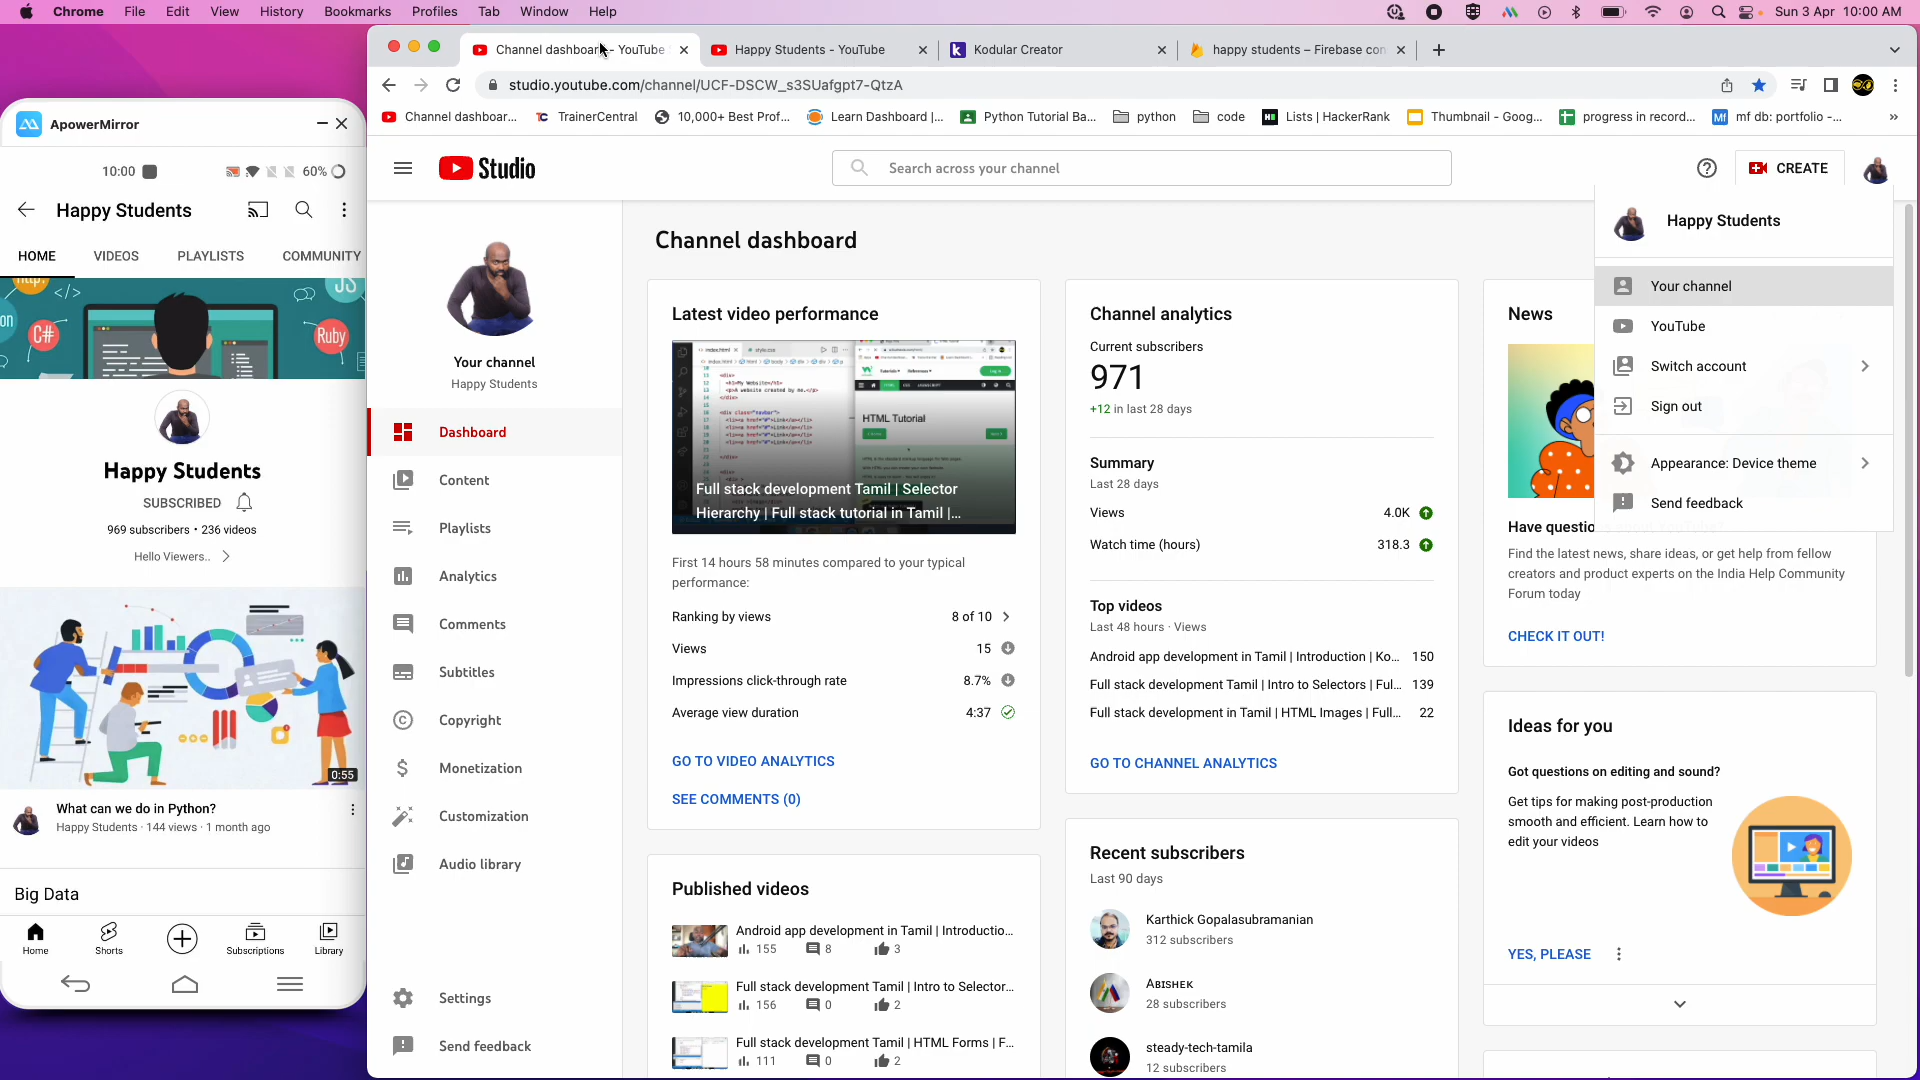 Chrome File Edit View History Bookmarks Profiles Tab Window Help
Sun 3 Apr 10:00 AM
Channel dashboard - YouTube
Happy Students - YouTube
Kodular Creator
happy students – Firebase con
studio.youtube.com/channel/UCF-DSCW_s3SUafgpt7-QtzA
Channel dashboar...
TrainerCentral
10,000+ Best Prof...
Learn Dashboard |...
Python Tutorial Ba...
python
code
Lists | HackerRank
Thumbnail - Goog...
progress in record...
mf db: portfolio -...
»
ApowerMirror
10:00
60%
Happy Students
HOME VIDEOS PLAYLISTS COMMUNITY
</>
JS
C#
Ruby
Happy Students
SUBSCRIBED
969 subscribers • 236 videos
Hello Viewers..
0:55
What can we do in Python?
Happy Students · 144 views · 1 month ago
Big Data
Home
Shorts
Subscriptions
Library
Studio
Search across your channel
CREATE
Your channel
Happy Students
Dashboard
Content
Playlists
Analytics
Comments
Subtitles
Copyright
Monetization
Customization
Audio library
Settings
Send feedback
Channel dashboard
Latest video performance
HTML Tutorial
Full stack development Tamil | Selector
Hierarchy | Full stack tutorial in Tamil |...
First 14 hours 58 minutes compared to your typical
performance:
Ranking by views 8 of 10
Views 15
Impressions click-through rate 8.7%
Average view duration 4:37
GO TO VIDEO ANALYTICS
SEE COMMENTS (0)
Published videos
Android app development in Tamil | Introductio...
155 8 3
Full stack development Tamil | Intro to Selector...
156 0 2
Full stack development Tamil | HTML Forms | F...
111 0 2
Channel analytics
Current subscribers
971
+12 in last 28 days
Summary
Last 28 days
Views 4.0K
Watch time (hours) 318.3
Top videos
Last 48 hours · Views
Android app development in Tamil | Introduction | Ko... 150
Full stack development Tamil | Intro to Selectors | Ful... 139
Full stack development in Tamil | HTML Images | Full... 22
GO TO CHANNEL ANALYTICS
Recent subscribers
Last 90 days
Karthick Gopalasubramanian
312 subscribers
Abishek
28 subscribers
steady-tech-tamila
12 subscribers
News
Have questio
Find the latest news, share ideas, or get help from fellow
creators and product experts on the India Help Community
Forum today
CHECK IT OUT!
Ideas for you
Got questions on editing and sound?
Get tips for making post-production
smooth and efficient. Learn how to
edit your videos
YES, PLEASE
Happy Students
Your channel
YouTube
Switch account
Sign out
Appearance: Device theme
Send feedback